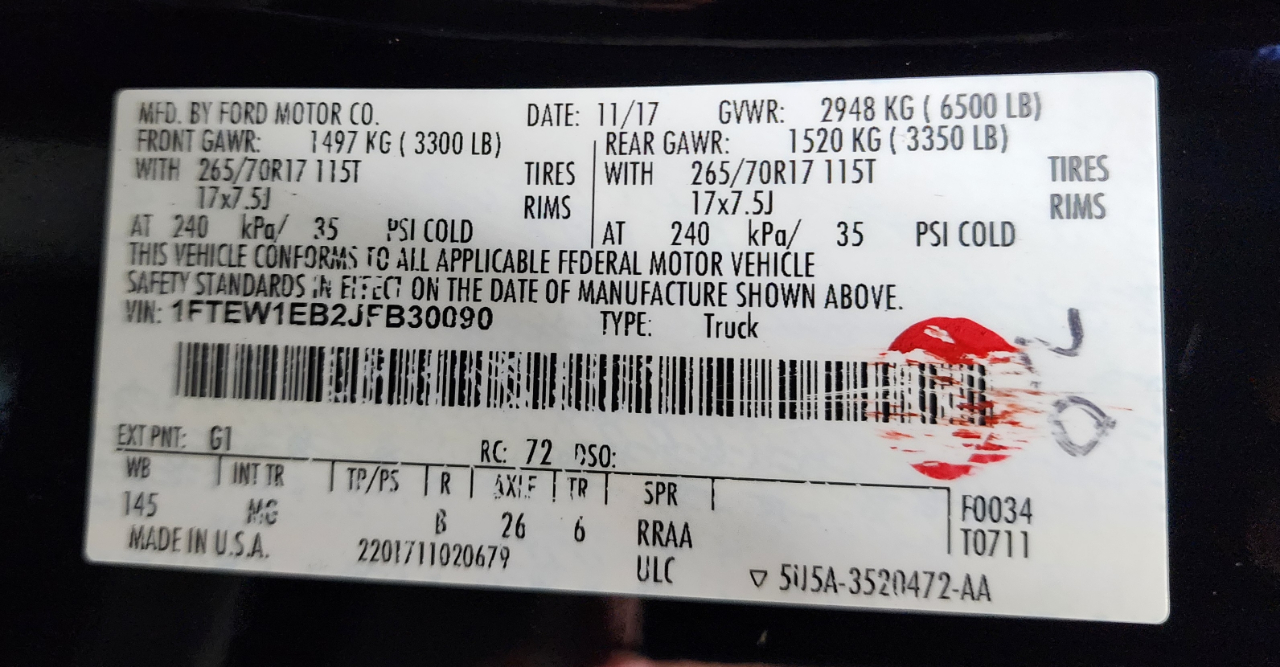 MFD. BY FORD MOTOR CO. DATE: 11/17 GVWR: 2948 KG ( 6500 LB)
FRONT GAWR: 1497 KG ( 3300 LB) REAR GAWR: 1520 KG ( 3350 LB)
WITH 265/70R17 115T TIRES WITH 265/70R17 115T TIRES
17x7.5J RIMS 17x7.5J RIMS
AT 240 kPa/ 35 PSI COLD AT 240 kPa/ 35 PSI COLD
THIS VEHICLE CONFORMS TO ALL APPLICABLE FEDERAL MOTOR VEHICLE
SAFETY STANDARDS IN EFFECT ON THE DATE OF MANUFACTURE SHOWN ABOVE.
VIN: 1FTEW1EB2JFB30090 TYPE: Truck
EXT PNT: G1 RC: 72 DSO:
WB INT TR TP/PS R AXLE TR SPR
145 MG B 26 6 RRAA F0034
T0711
MADE IN U.S.A. 2201711020679 ULC ▽ 5U5A-3520472-AA